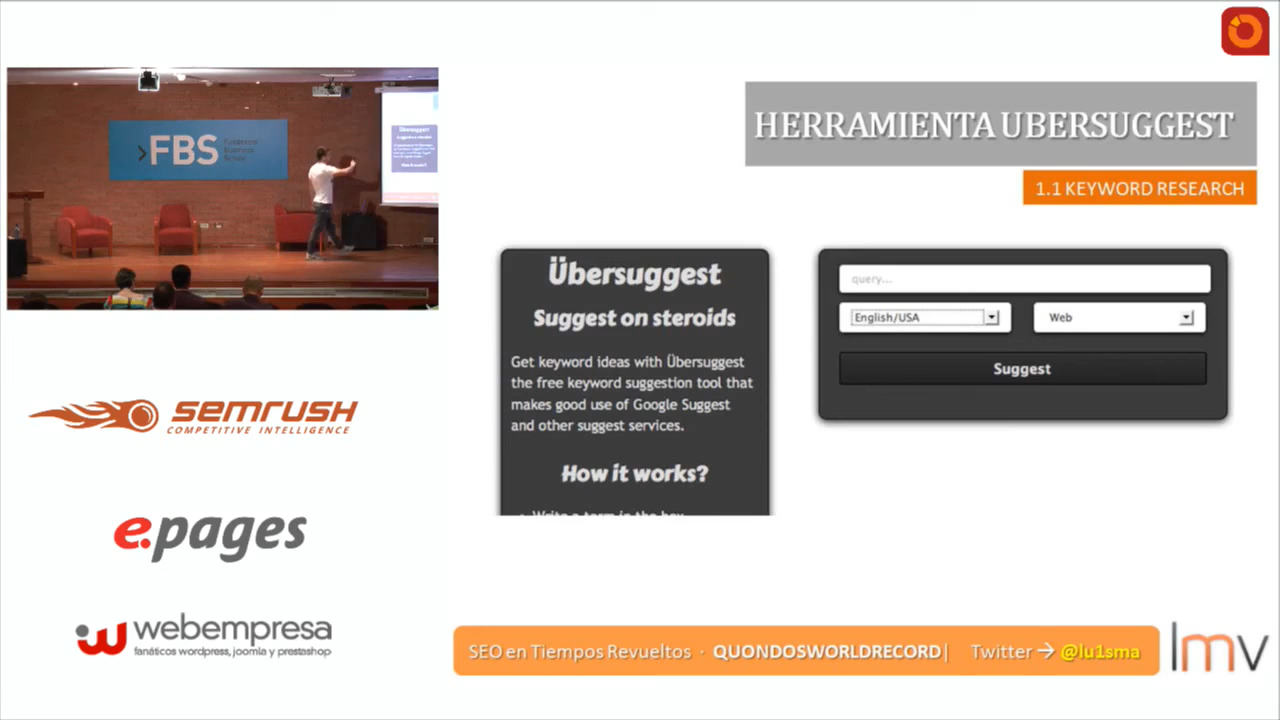 HERRAMIENTA UBERSUGGEST
1.1 KEYWORD RESEARCH
FBS
Übersuggest
Suggest on steroids
Get keyword ideas with Übersuggest
the free keyword suggestion tool that
makes good use of Google Suggest
and other suggest services.
How it works?
query...
English/USA
Web
Suggest
semrush
COMPETITIVE INTELLIGENCE
e.pages
webempresa
fanáticos wordpress, joomla y prestashop
SEO en Tiempos Revueltos · QUONDOSWORLDRECORD| Twitter → @lu1sma
lmv